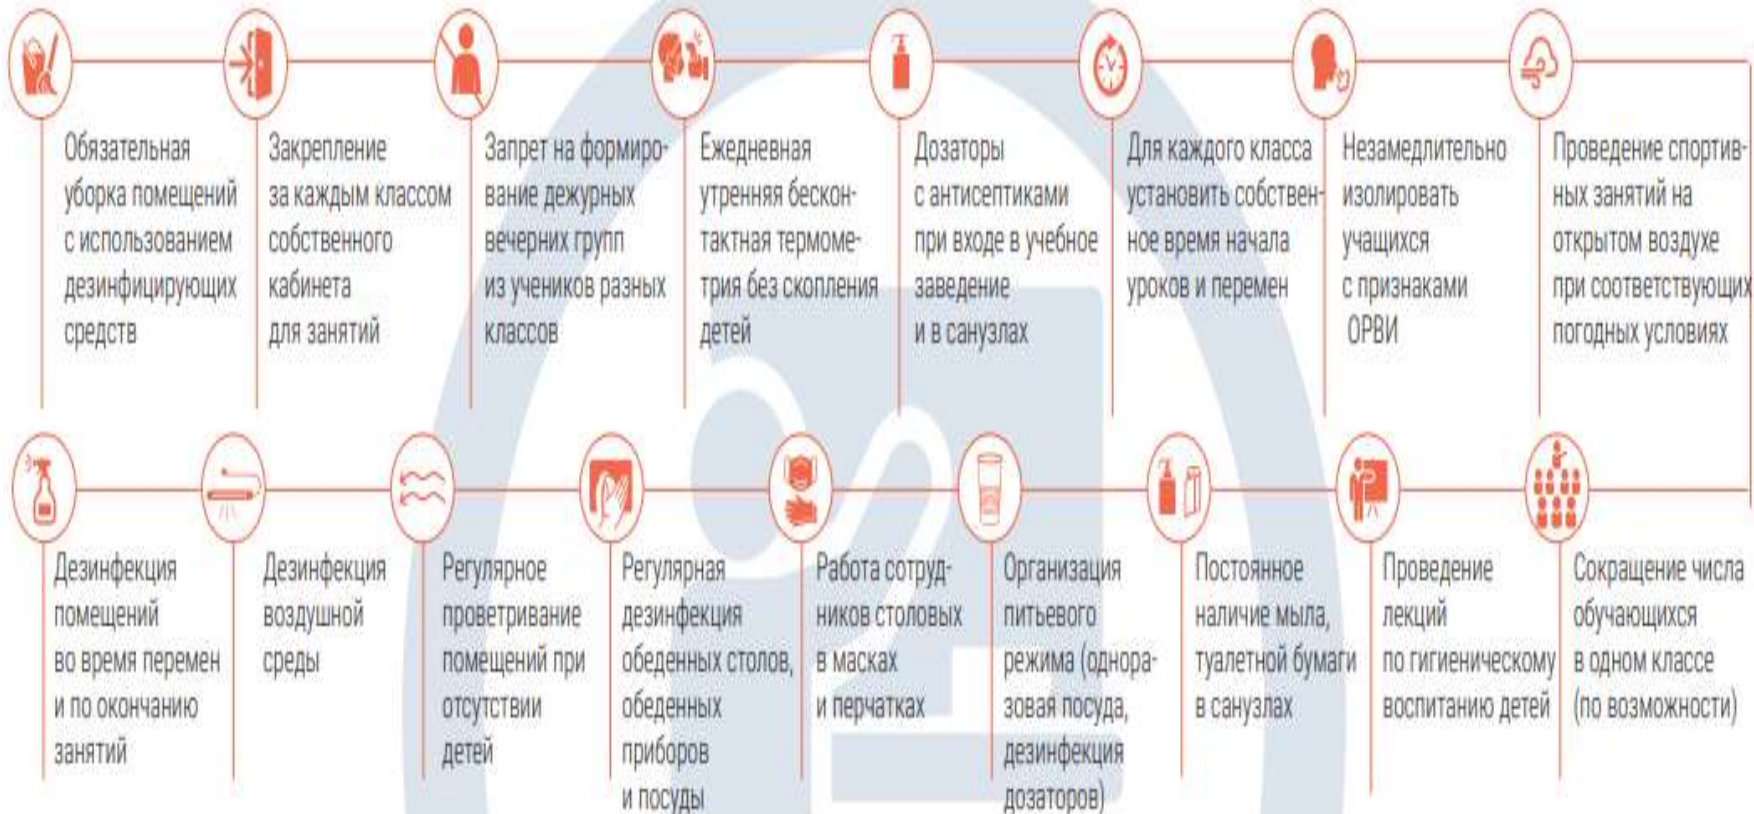 Обязательная
уборка помещений
с использованием
дезинфицирующих
средств
Закрепление
за каждым классом
собственного
кабинета
для занятий
Запрет на формиро-
вание дежурных
вечерних групп
из учеников разных
классов
Ежедневная
утренняя бескон-
тактная термоме-
трия без скопления
детей
Дозаторы
с антисептиками
при входе в учебное
заведение
и в санузлах
Для каждого класса
установить собствен-
ное время начала
уроков и перемен
Незамедлительно
изолировать
учащихся
с признаками
ОРВИ
Проведение спортив-
ных занятий на
открытом воздухе
при соответствующих
погодных условиях
Дезинфекция
помещений
во время перемен
и по окончанию
занятий
Дезинфекция
воздушной
среды
Регулярное
проветривание
помещений при
отсутствии
детей
Регулярная
дезинфекция
обеденных столов,
обеденных
приборов
и посуды
Работа сотруд-
ников столовых
в масках
и перчатках
Организация
питьевого
режима (однора-
зовая посуда,
дезинфекция
дозаторов)
Постоянное
наличие мыла,
туалетной бумаги
в санузлах
Проведение
лекций
по гигиеническому
воспитанию детей
Сокращение числа
обучающихся
в одном классе
(по возможности)